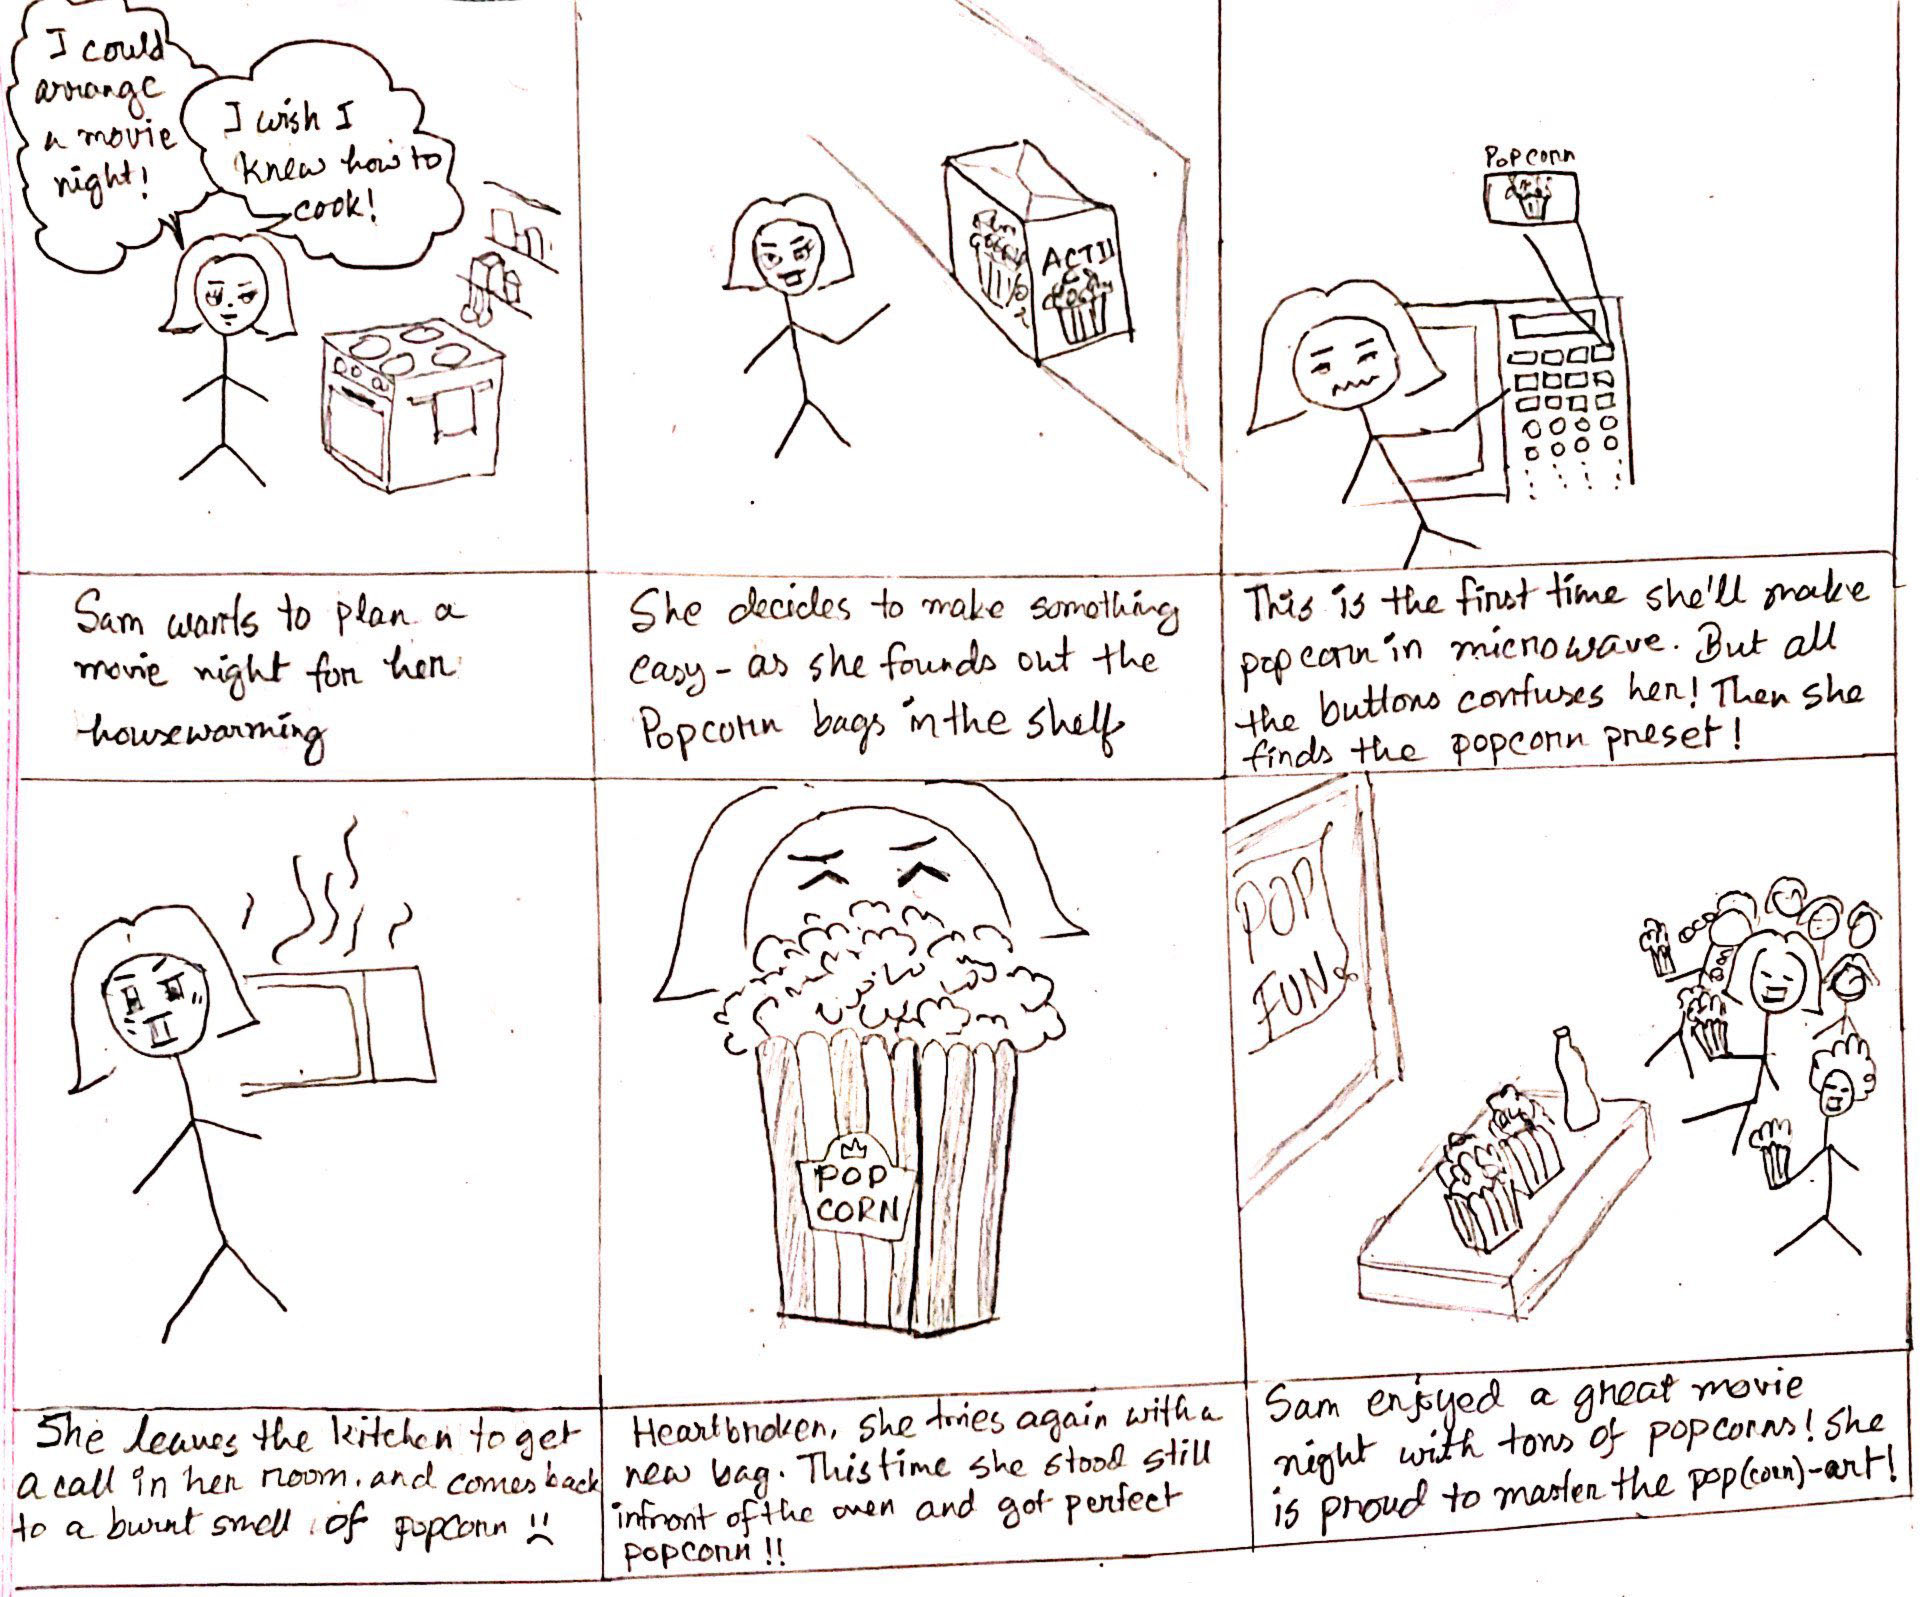 I could
arrange
a movie
night!
I wish I
knew how to
cook!
Sam wants to plan a
movie night for her
housewarming
ACTII
She decides to make something
easy - as she founds out the
Popcorn bags in the shelf
Popcorn
This is the first time she'll make
popcorn in microwave. But all
the buttons confuses her! Then she
finds the popcorn preset!
She leaves the kitchen to get
a call in her room. and comes back
to a burnt smell of popcorn !!
POP
CORN
Heartbroken, she tries again with a
new bag. This time she stood still
infront of the oven and got perfect
popcorn!!
POP
FUN
Sam enjoyed a great movie
night with tons of popcorns! She
is proud to master the pop(corn)-art!